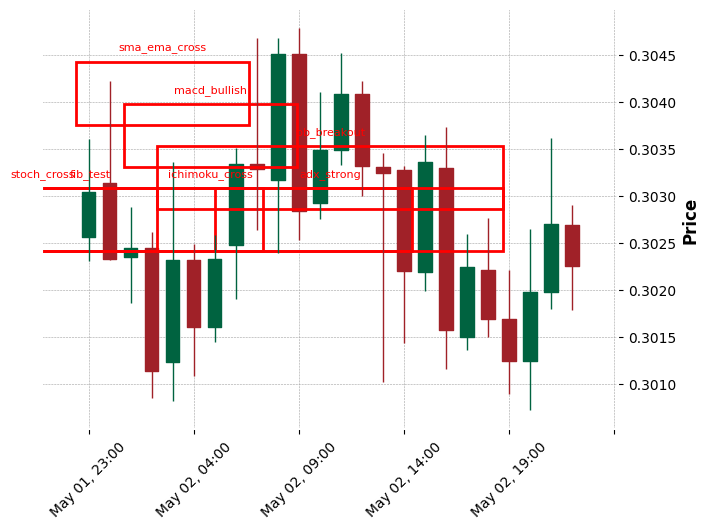 sma_ema_cross
macd_bullish
stoch_cross
fib_test
ichimoku_cross
0.3045
0.3040
0.3035
0.3030
0.3025
0.3020
0.3015
0.3010
Price
May 01, 23:00
May 02, 04:00
May 02, 09:00
May 02, 14:00
May 02, 19:00